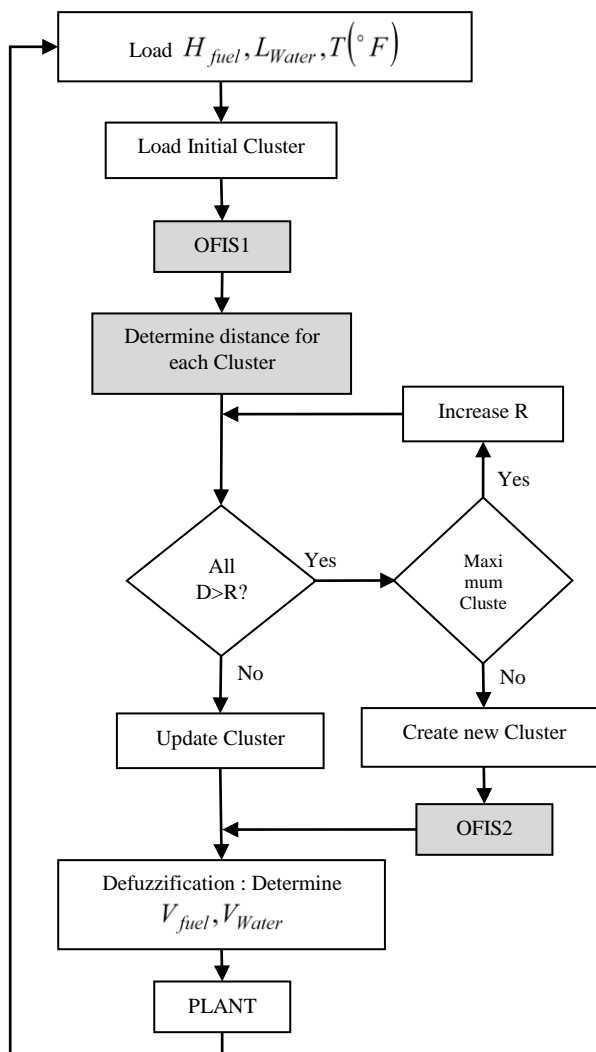 Load H_fuel, L_Water, T(°F)
Load Initial Cluster
OFIS1
Determine distance for
each Cluster
Increase R
Yes
All
D>R?
Yes
Maxi
mum
Cluste
No
No
Update Cluster
Create new Cluster
OFIS2
Defuzzification : Determine
V_fuel, V_Water
PLANT